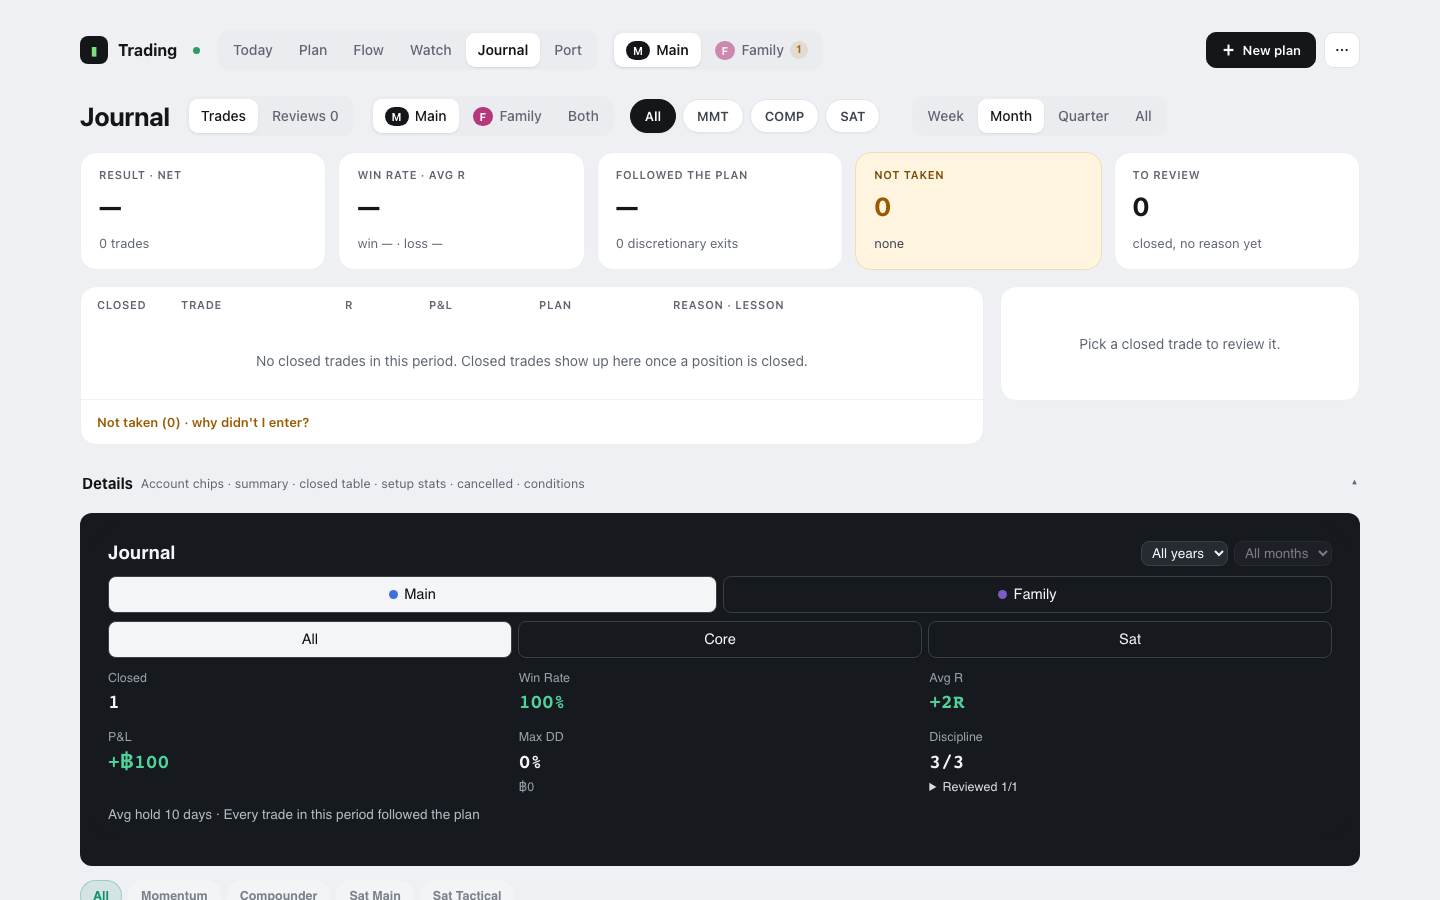 Trading Today Plan Flow Watch Journal Port M Main F Family 1 + New plan ...
Journal Trades Reviews 0 M Main F Family Both All MMT COMP SAT Week Month Quarter All
RESULT · NET WIN RATE · AVG R FOLLOWED THE PLAN NOT TAKEN TO REVIEW
— — — 0 0
0 trades win — · loss — 0 discretionary exits none closed, no reason yet
CLOSED TRADE R P&L PLAN REASON · LESSON
No closed trades in this period. Closed trades show up here once a position is closed.
Pick a closed trade to review it.
Not taken (0) · why didn't I enter?
Details Account chips · summary · closed table · setup stats · cancelled · conditions
Journal All years All months
Main Family
All Core Sat
Closed Win Rate Avg R
1 100% +2R
P&L Max DD Discipline
+฿100 0% 3/3
฿0 Reviewed 1/1
Avg hold 10 days · Every trade in this period followed the plan
All Momentum Compounder Sat Main Sat Tactical